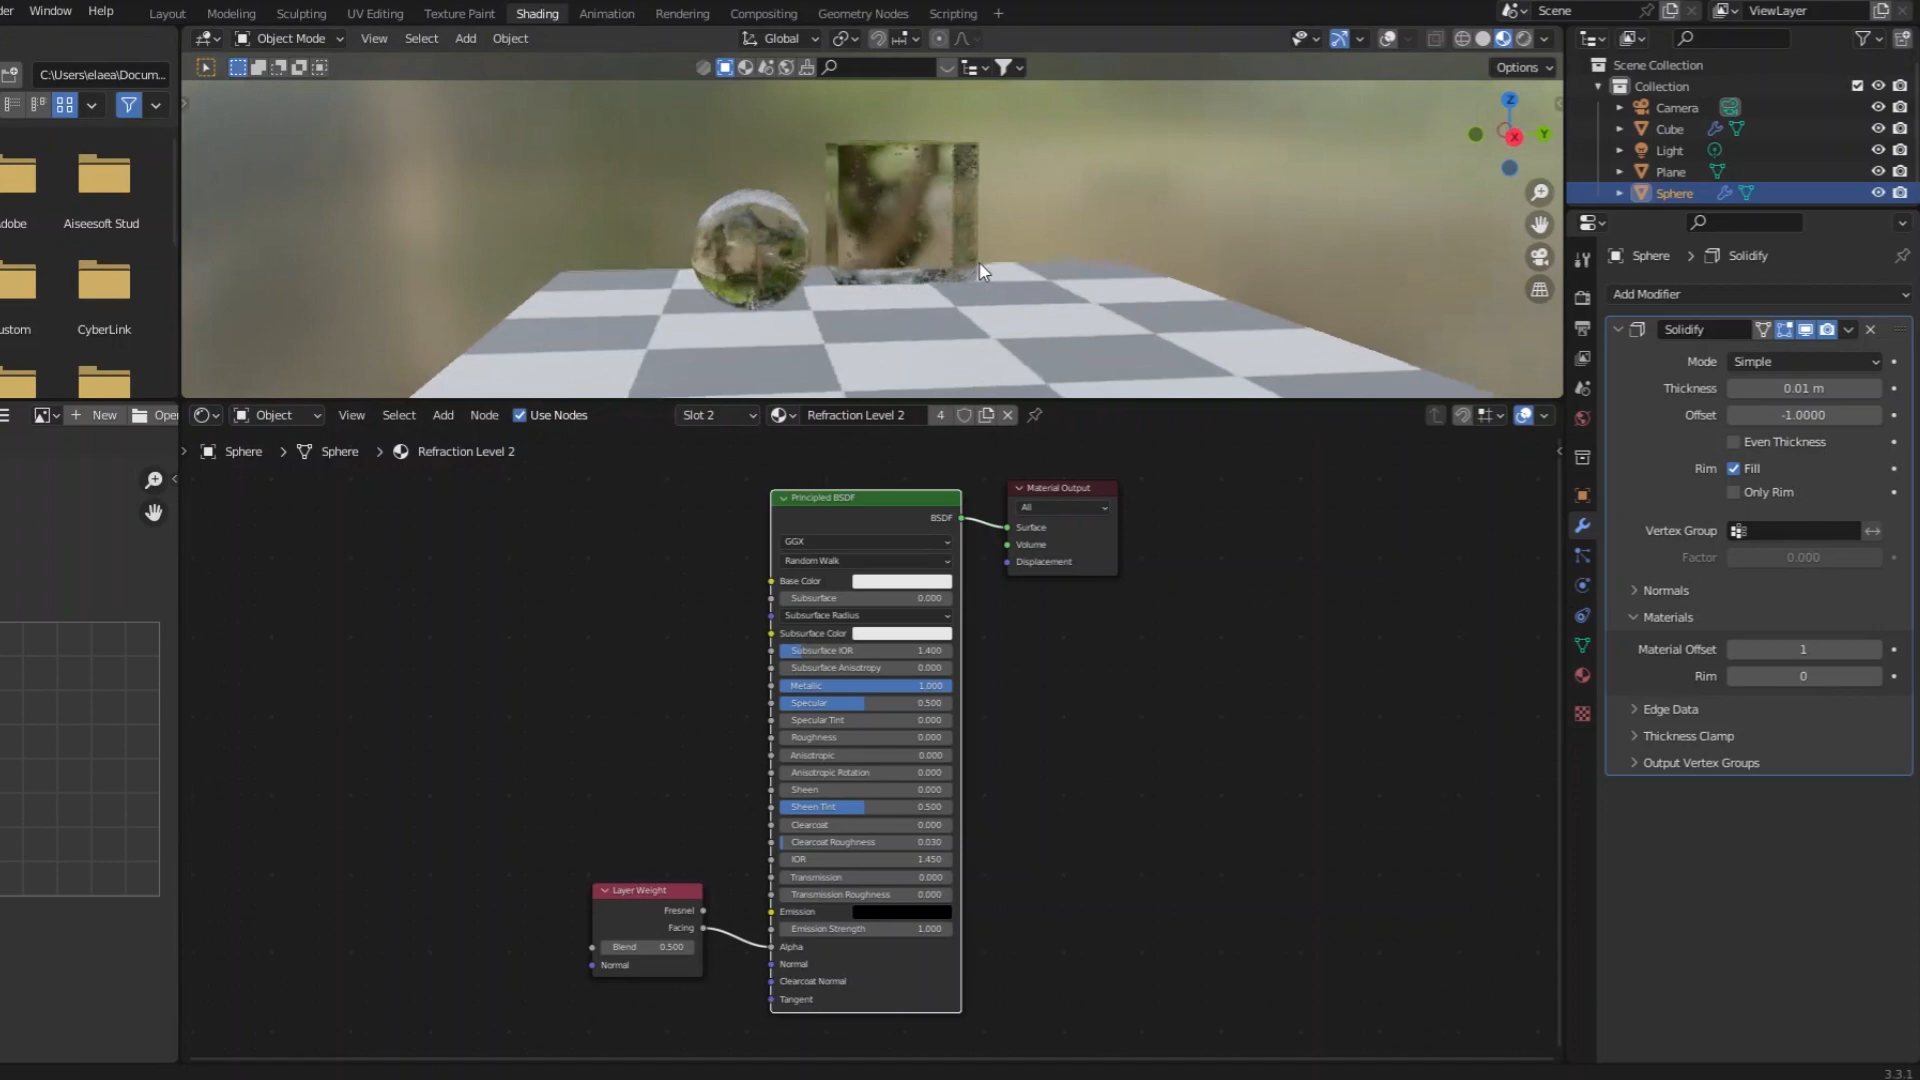 der Window Help Layout Modeling Sculpting UV Editing Texture Paint Shading Animation Rendering Compositing Geometry Nodes Scripting + Scene ViewLayer
Object Mode View Select Add Object Global
C:\Users\elaea\Docum...
Options
Scene Collection
Collection
Camera
Cube
Light
Plane
Sphere
Z
X
Y
dobe
Aiseesoft Stud
ustom
CyberLink
Sphere > Solidify
Add Modifier
Solidify
Mode Simple
Thickness 0.01 m
Offset -1.0000
Even Thickness
Rim Fill
Only Rim
Vertex Group
Factor 0.000
Normals
Materials
Material Offset 1
Rim 0
Edge Data
Thickness Clamp
Output Vertex Groups
+ New Open
Object View Select Add Node Use Nodes Slot 2 Refraction Level 2 4
Sphere > Sphere > Refraction Level 2
Principled BSDF
BSDF
GGX
Random Walk
Base Color
Subsurface 0.000
Subsurface Radius
Subsurface Color
Subsurface IOR 1.400
Subsurface Anisotropy 0.000
Metallic 1.000
Specular 0.500
Specular Tint 0.000
Roughness 0.000
Anisotropic 0.000
Anisotropic Rotation 0.000
Sheen 0.000
Sheen Tint 0.500
Clearcoat 0.000
Clearcoat Roughness 0.030
IOR 1.450
Transmission 0.000
Transmission Roughness 0.000
Emission
Emission Strength 1.000
Alpha
Normal
Clearcoat Normal
Tangent
Material Output
All
Surface
Volume
Displacement
Layer Weight
Fresnel
Facing
Blend 0.500
Normal
3.3.1